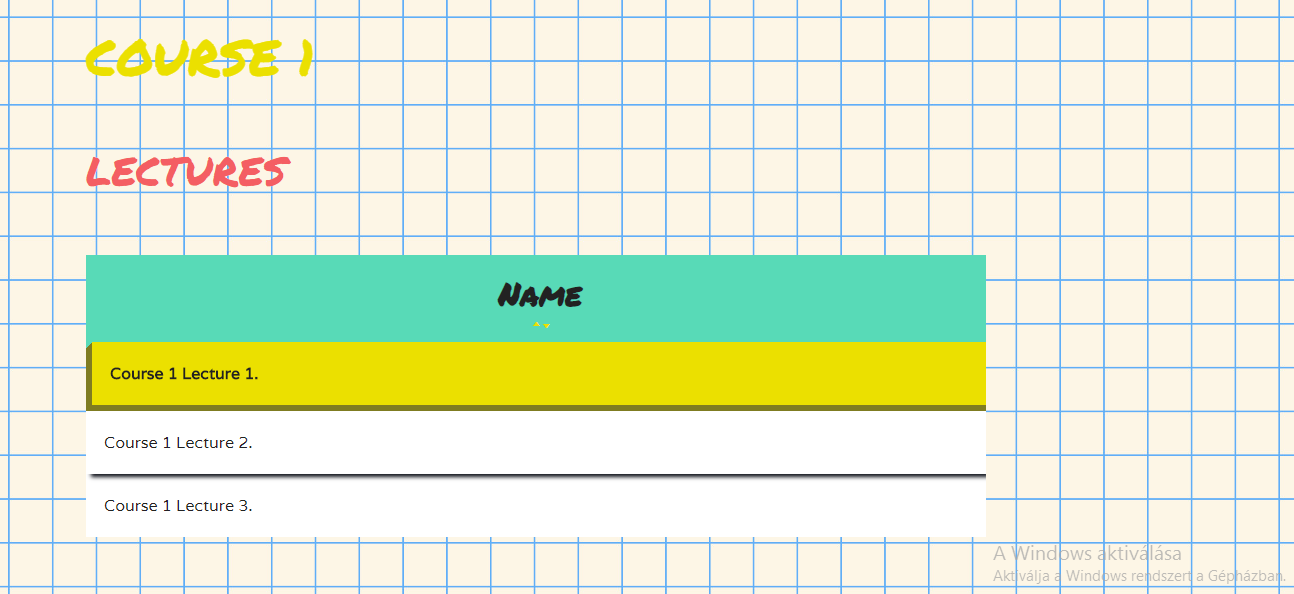 COURSE 1
LECTURES
NAME
Course 1 Lecture 1.
Course 1 Lecture 2.
Course 1 Lecture 3.
A Windows aktiválása
Aktiválja a Windows rendszert a Gépházban.